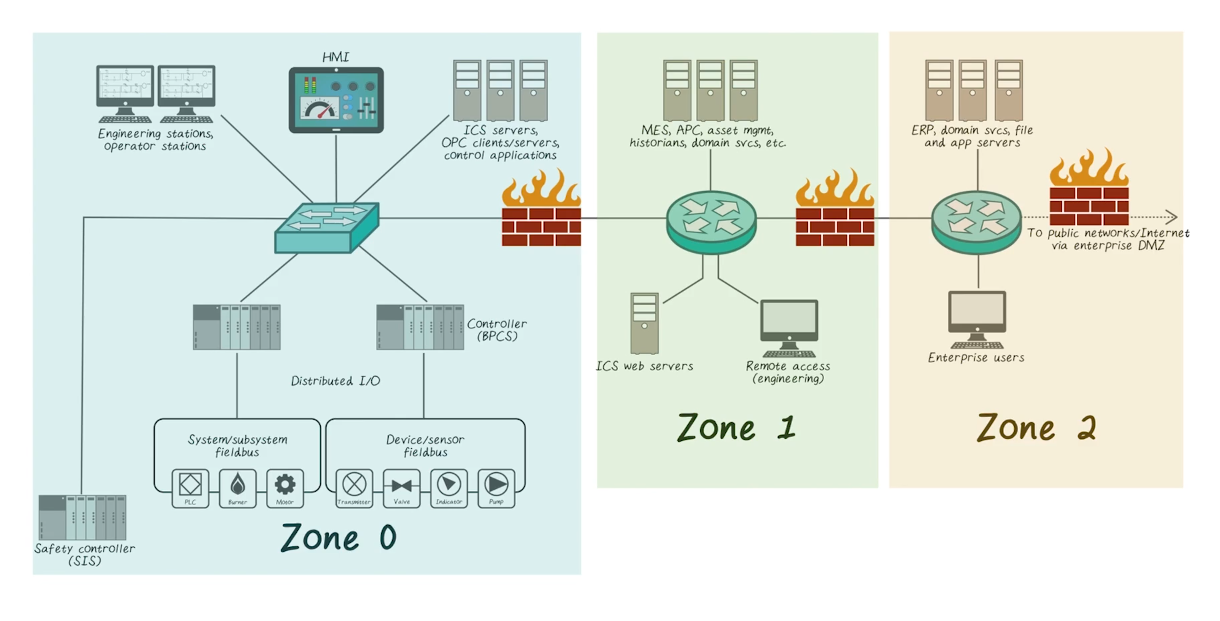 HMI
Engineering stations,
operator stations
ICS servers,
OPC clients/servers,
control applications
Controller
(BPCS)
Distributed I/O
System/subsystem
fieldbus
Device/sensor
fieldbus
PLC
Burner
Motor
Transmitter
Valve
Indicator
Pump
Safety controller
(SIS)
Zone 0
MES, APC, asset mgmt,
historians, domain svcs, etc.
ICS web servers
Remote access
(engineering)
Zone 1
ERP, domain svcs, file
and app servers
To public networks/Internet
via enterprise DMZ
Enterprise users
Zone 2